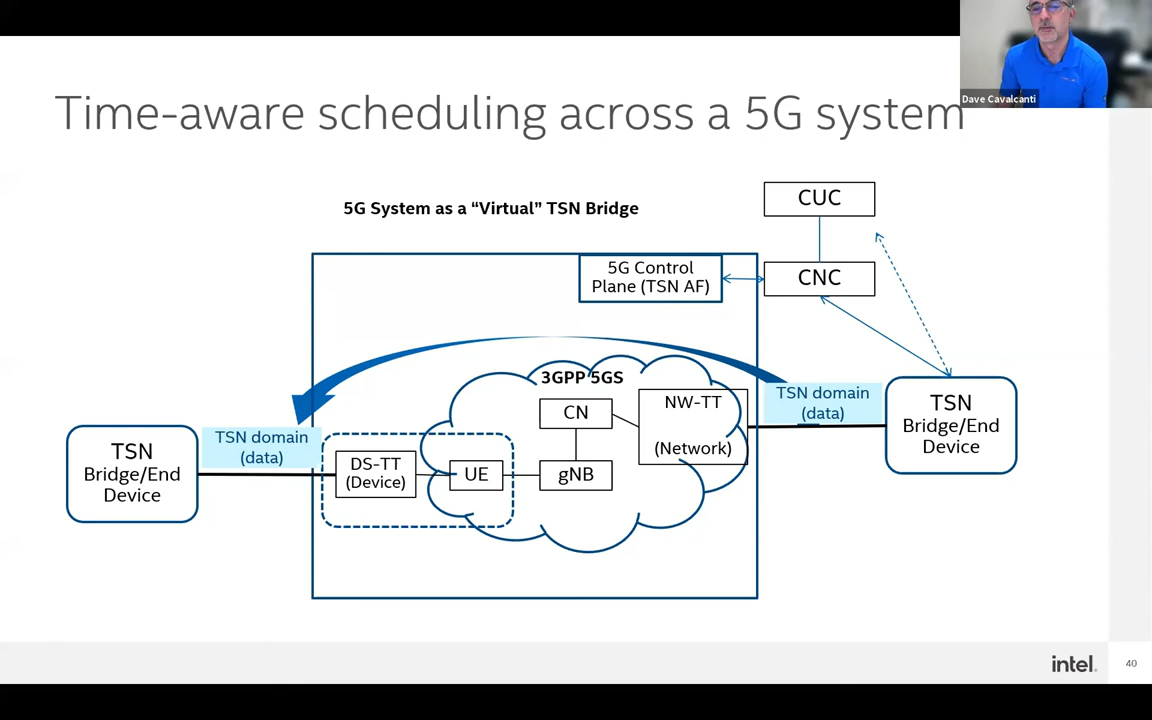 Dave Cavalcanti
Time-aware scheduling across a 5G system
5G System as a “Virtual” TSN Bridge
CUC
5G Control
Plane (TSN AF)
CNC
3GPP 5GS
CN
NW-TT
(Network)
TSN domain
(data)
TSN
Bridge/End
Device
TSN
Bridge/End
Device
TSN domain
(data)
DS-TT
(Device)
UE
gNB
intel.
40